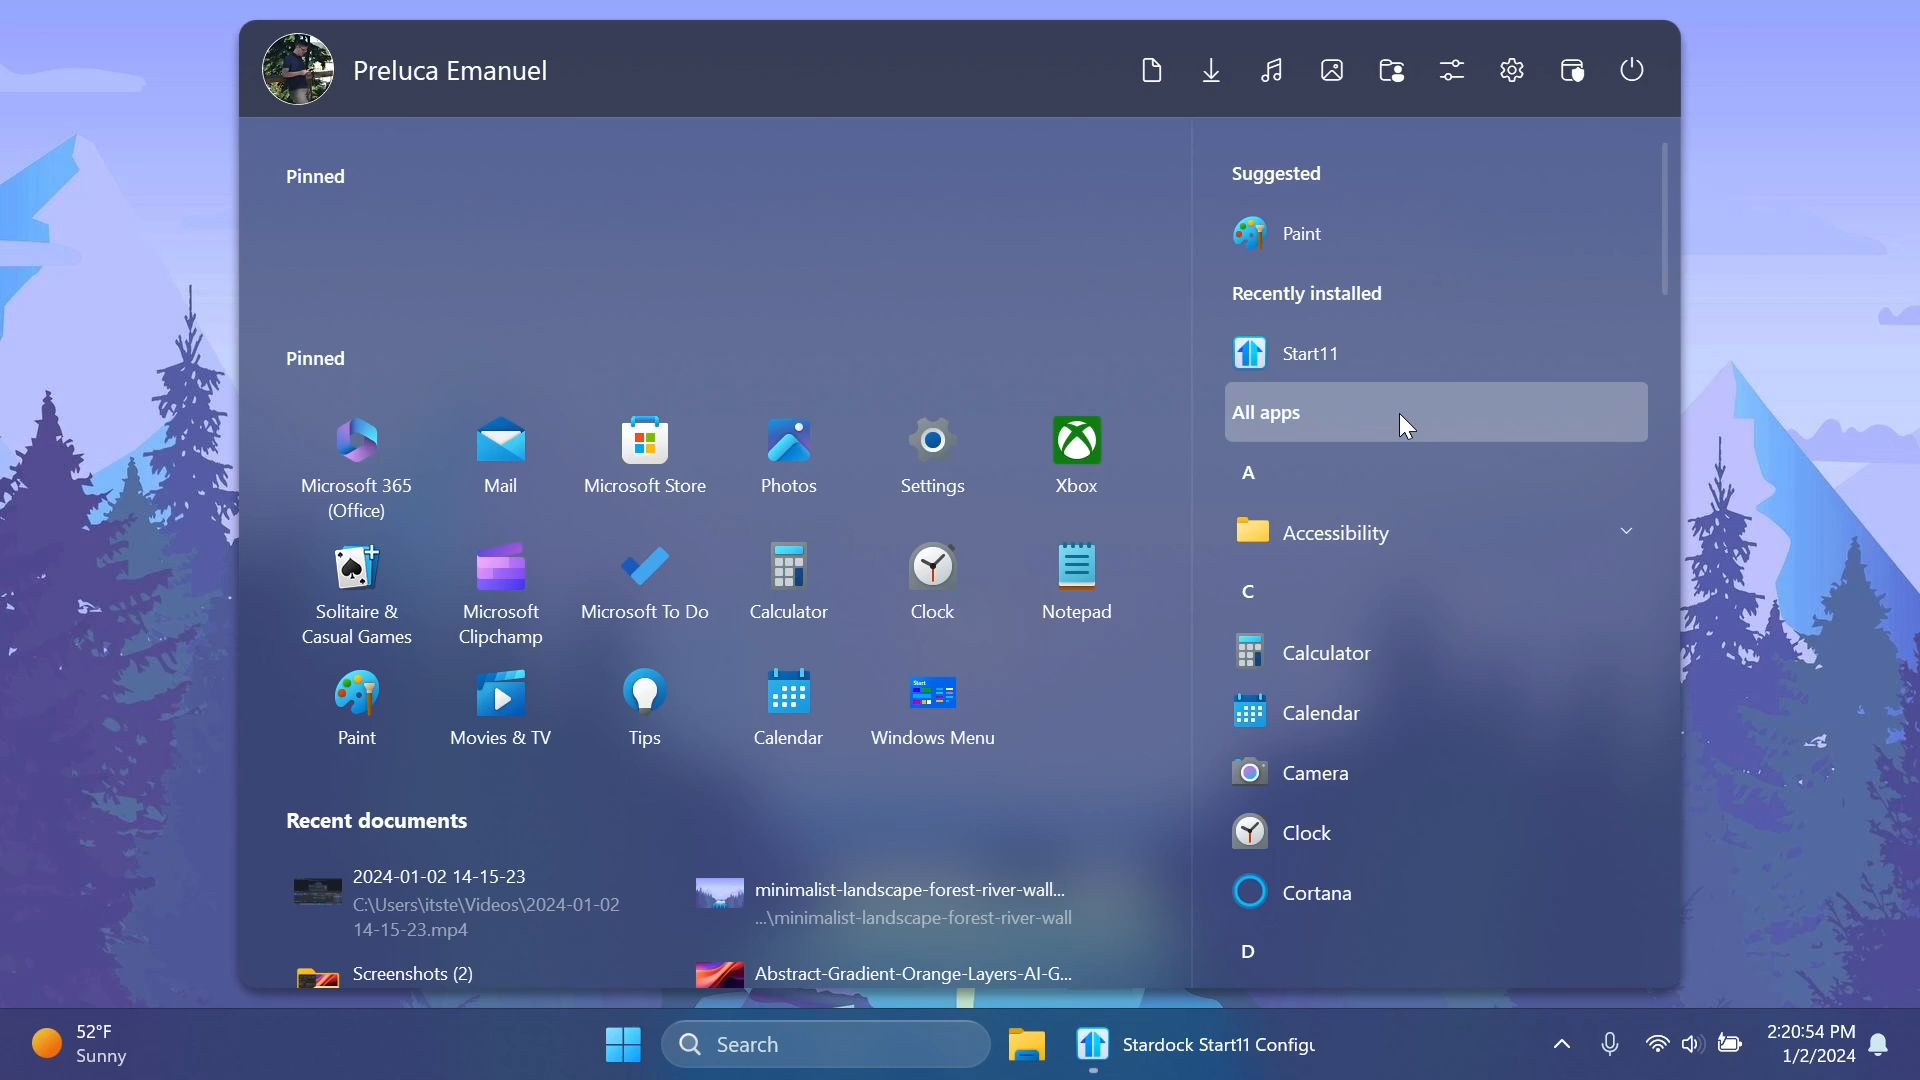 Preluca Emanuel
Pinned
Pinned
Microsoft 365
(Office)
Mail
Microsoft Store
Photos
Settings
Xbox
Solitaire &
Casual Games
Microsoft
Clipchamp
Microsoft To Do
Calculator
Clock
Notepad
Paint
Movies & TV
Tips
Calendar
Start
Windows Menu
Recent documents
2024-01-02 14-15-23
C:\Users\itste\Videos\2024-01-02
14-15-23.mp4
minimalist-landscape-forest-river-wall...
...\minimalist-landscape-forest-river-wall
Screenshots (2)
Abstract-Gradient-Orange-Layers-AI-G...
Suggested
Paint
Recently installed
Start11
All apps
A
Accessibility
C
Calculator
Calendar
Camera
Clock
Cortana
D
52°F
Sunny
Search
Stardock Start11 Configu
2:20:54 PM
1/2/2024